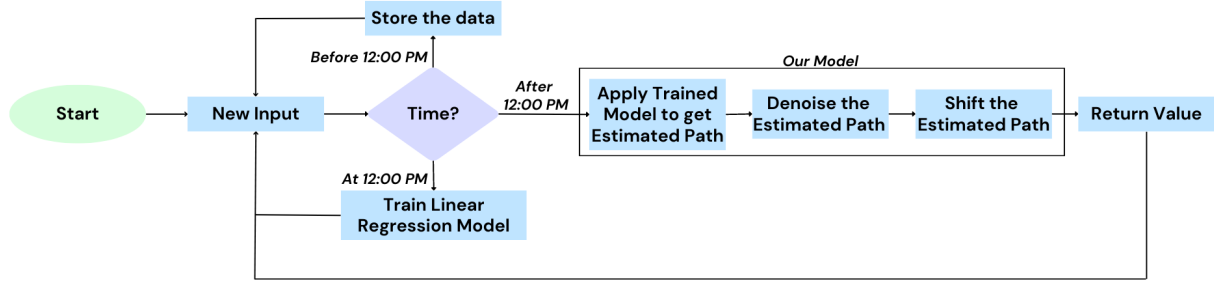 Store the data
Before 12:00 PM
Start
New Input
Time?
After
12:00 PM
Our Model
Apply Trained
Model to get
Estimated Path
Denoise the
Estimated Path
Shift the
Estimated Path
Return Value
At 12:00 PM
Train Linear
Regression Model